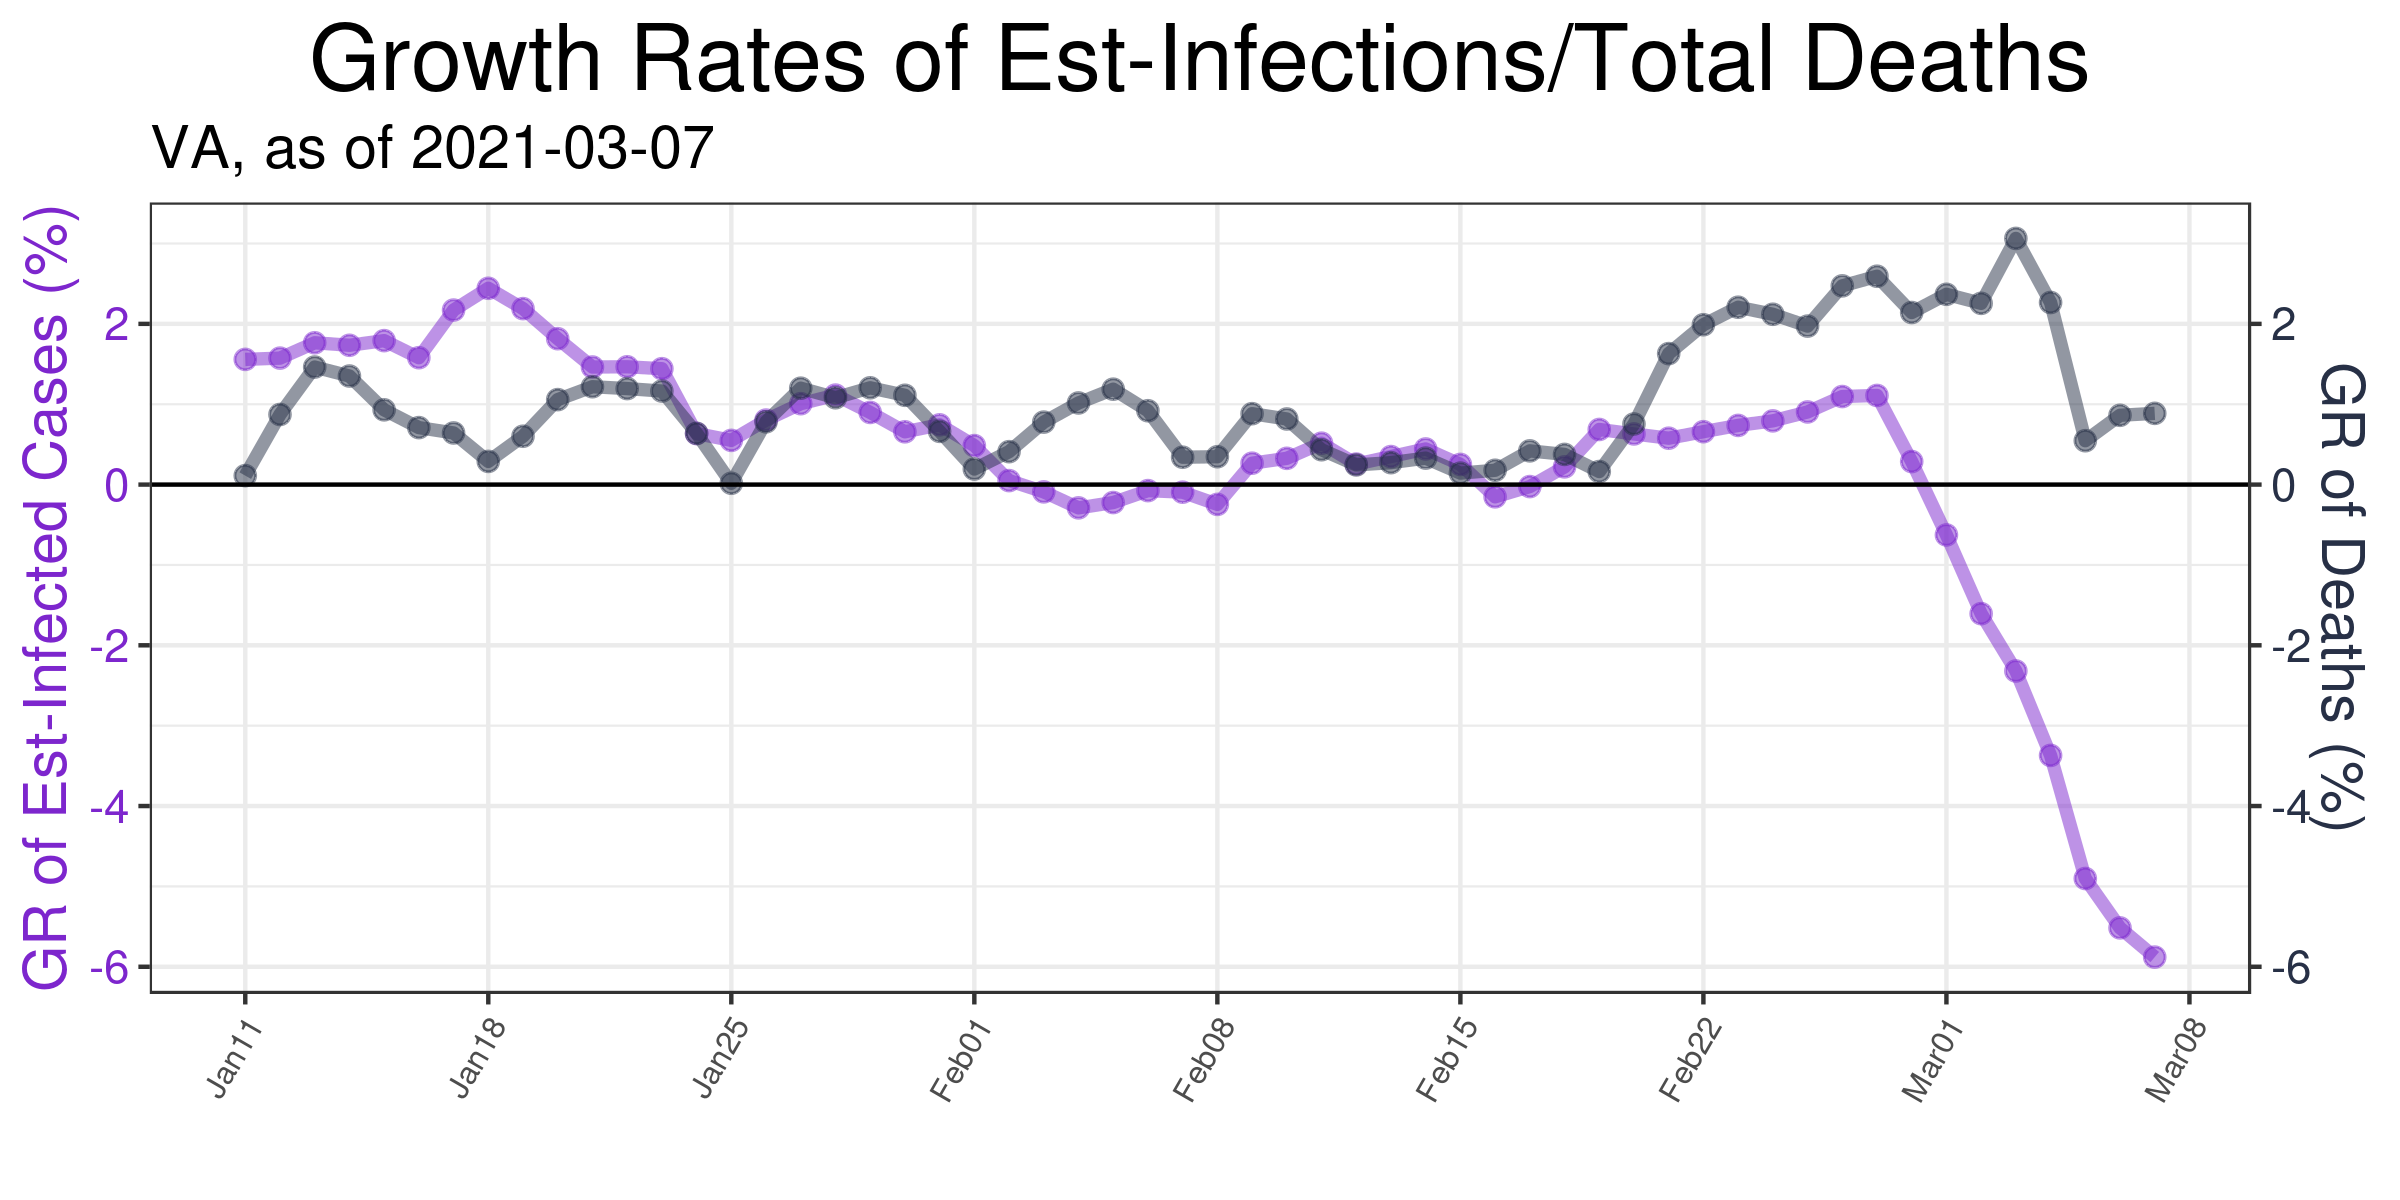 Growth Rates of Est-Infections/Total Deaths
VA, as of 2021-03-07
GR of Est-Infected Cases (%)
2
0
-2
-4
-6
2
0
-2
-4
-6
GR of Deaths (%)
Jan11
Jan18
Jan25
Feb01
Feb08
Feb15
Feb22
Mar01
Mar08